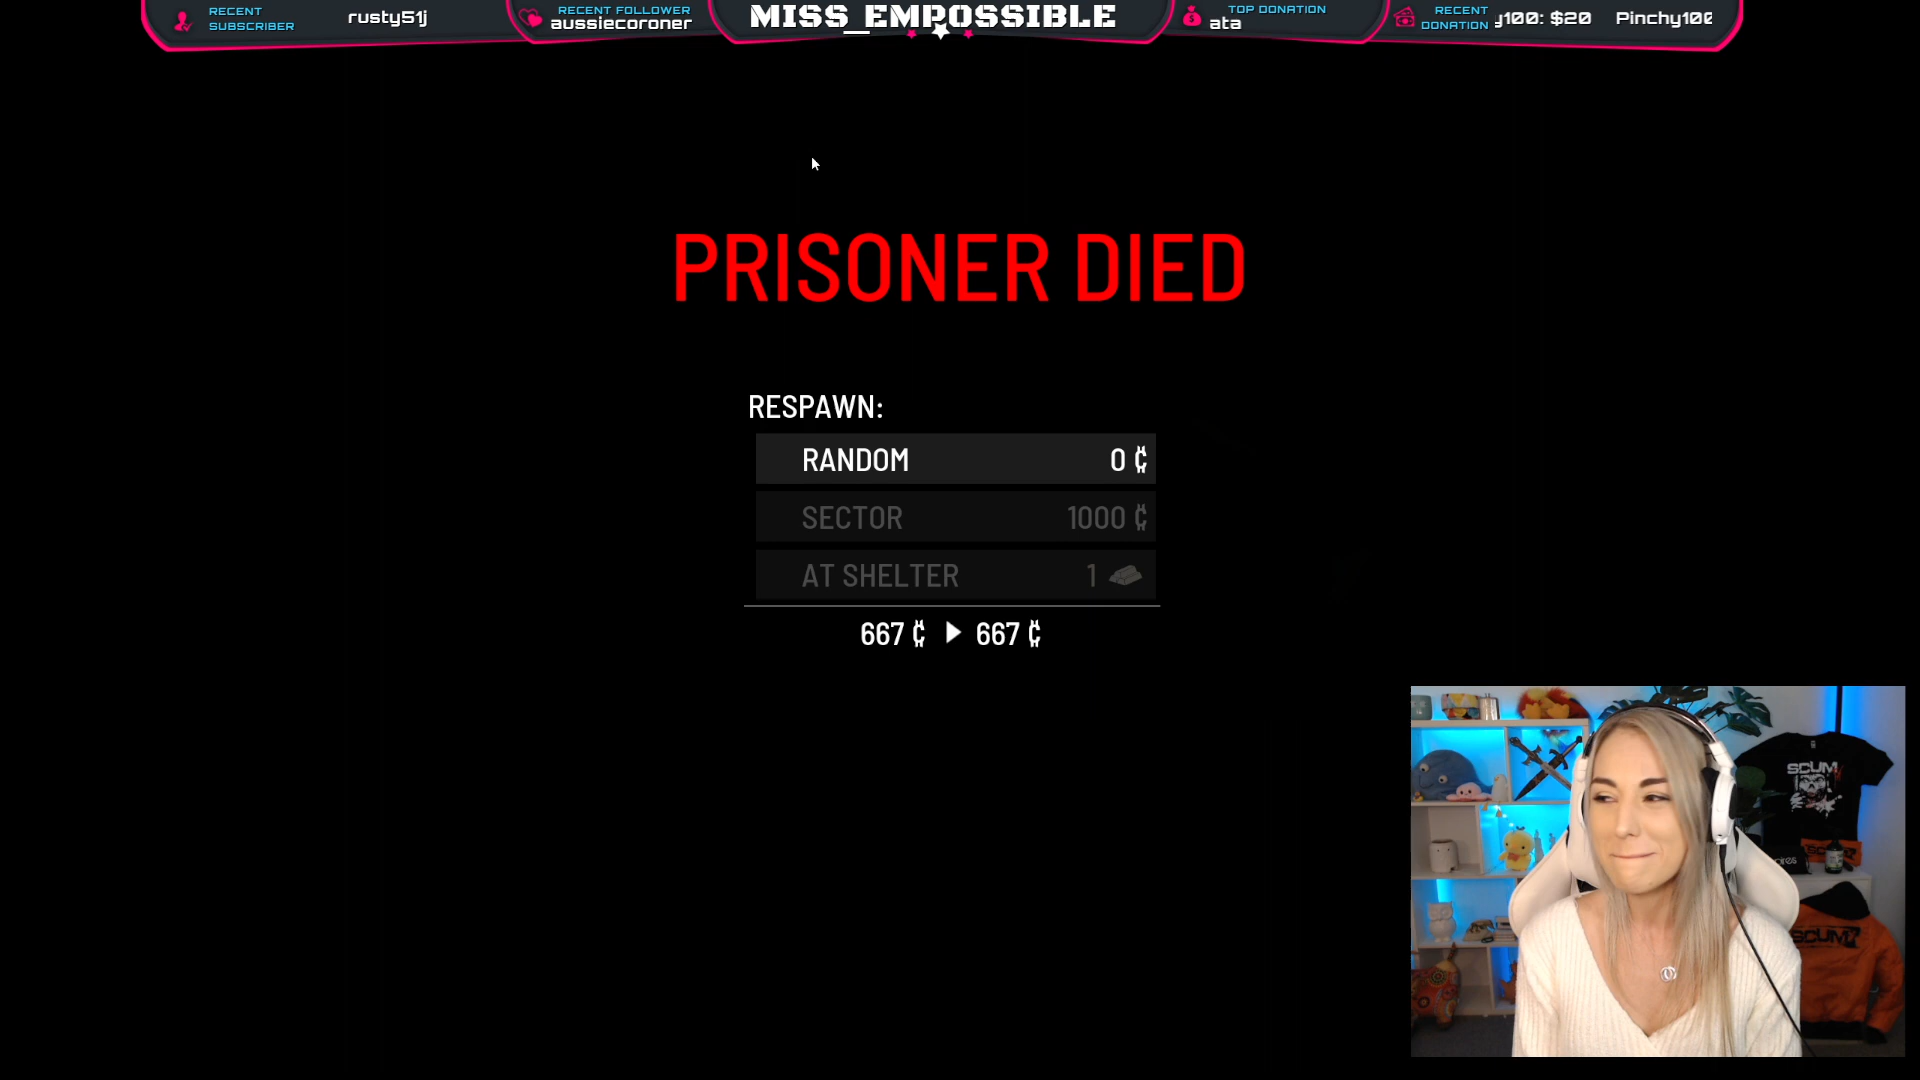 RECENT SUBSCRIBER
rusty51j
RECENT FOLLOWER
aussiecoroner
MISS_EMPOSSIBLE
TOP DONATION
ata
RECENT DONATION
y100: $20 Pinchy100
PRISONER DIED
RESPAWN:
RANDOM 0
SECTOR 1000
AT SHELTER 1
667 ▶ 667
SCUM
SCUM